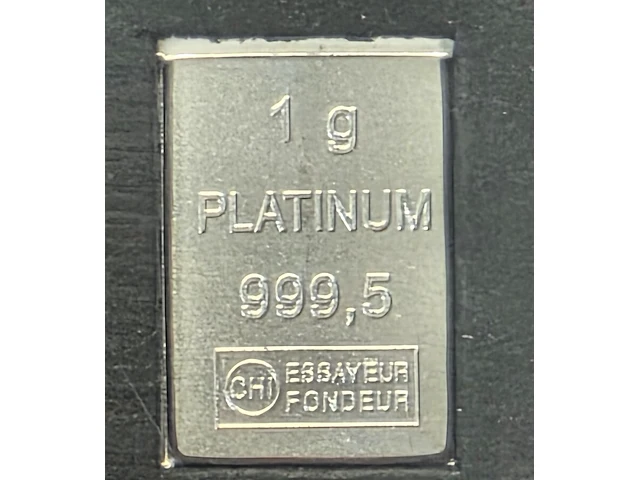 1 g
PLATINUM
999,5
CHI ESSAYEUR
FONDEUR